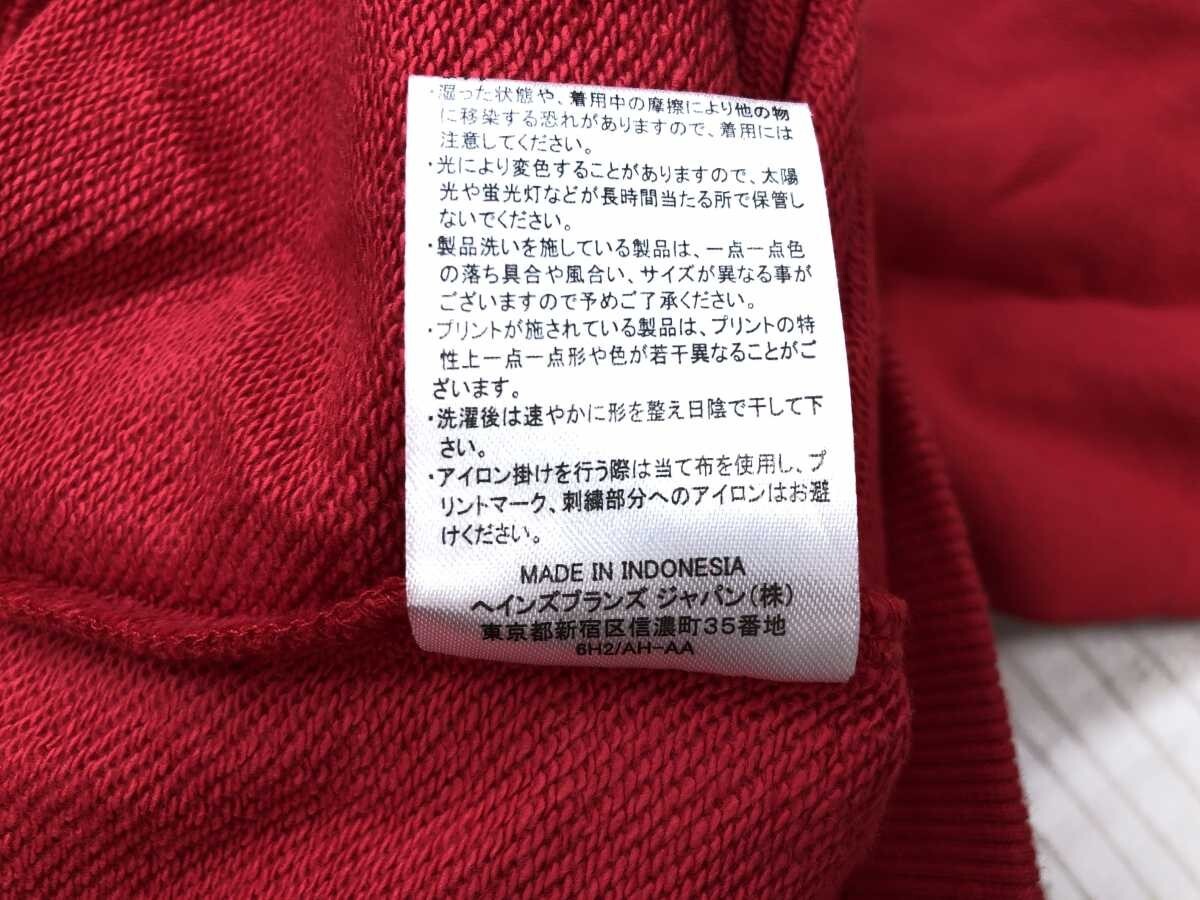 ・湿った状態や、着用中の摩擦により他の物
に移染する恐れがありますので、着用には
注意してください。
・光により変色することがありますので、太陽
光や蛍光灯などが長時間当たる所で保管し
ないでください。
・製品洗いを施している製品は、一点一点色
の落ち具合や風合い、サイズが異なる事が
ございますので予めご了承ください。
・プリントが施されている製品は、プリントの特
性上一点一点形や色が若干異なることがご
ざいます。
・洗濯後は速やかに形を整え日陰で干して下
さい。
・アイロン掛けを行う際は当て布を使用し、プ
リントマーク、刺繍部分へのアイロンはお避
けください。
MADE IN INDONESIA
ヘインズブランズ ジャパン(株)
東京都新宿区信濃町35番地
6H2/AH-AA